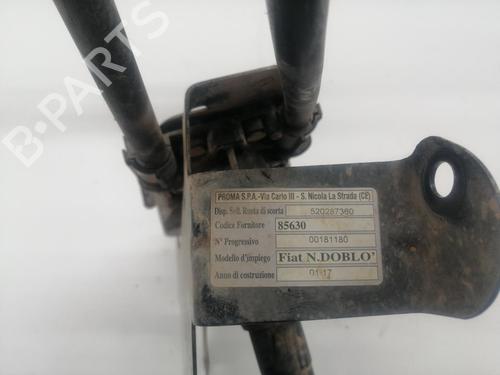 PROMA S.P.A.-Via Carlo III - S. Nicola La Strada (CE)
Disp. Soll. Ruota di scorta 520287360
Codice Fornitore 85630
N° Progressivo 00181180
Modello d'impiego Fiat N.DOBLO'
Anno di costruzione 01 17
B-PARTS